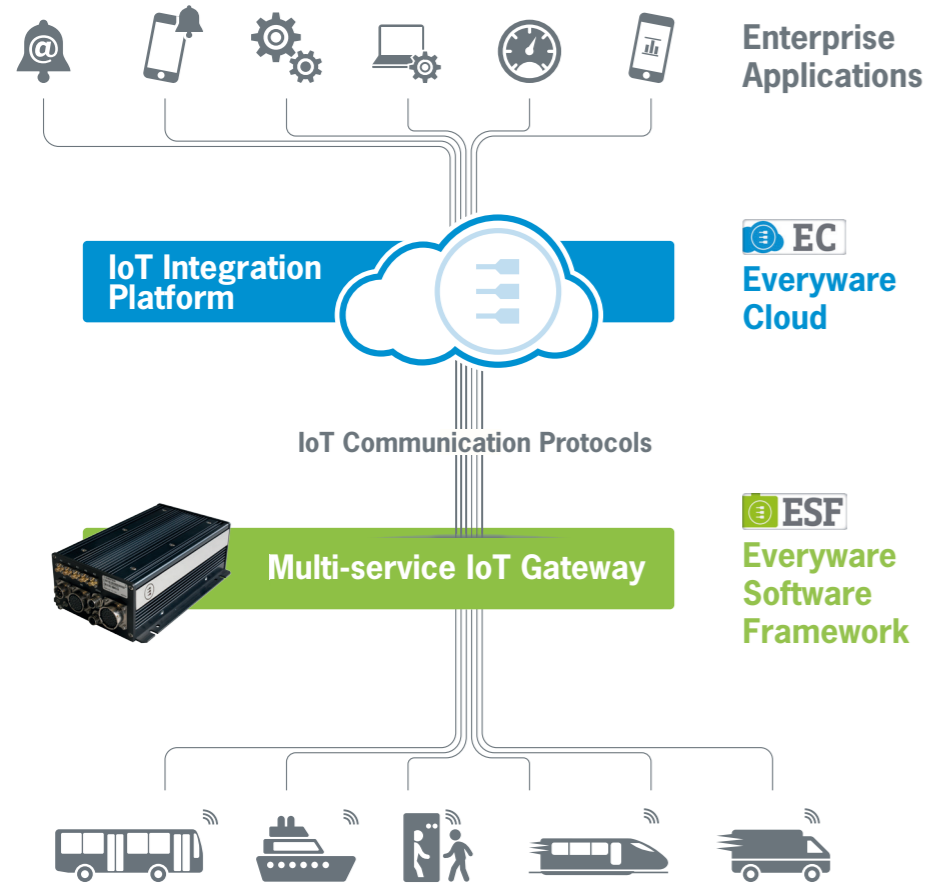 @
Enterprise
Applications
IoT Integration
Platform
EC
Everyware
Cloud
IoT Communication Protocols
ESF
Multi-service IoT Gateway
Everyware
Software
Framework